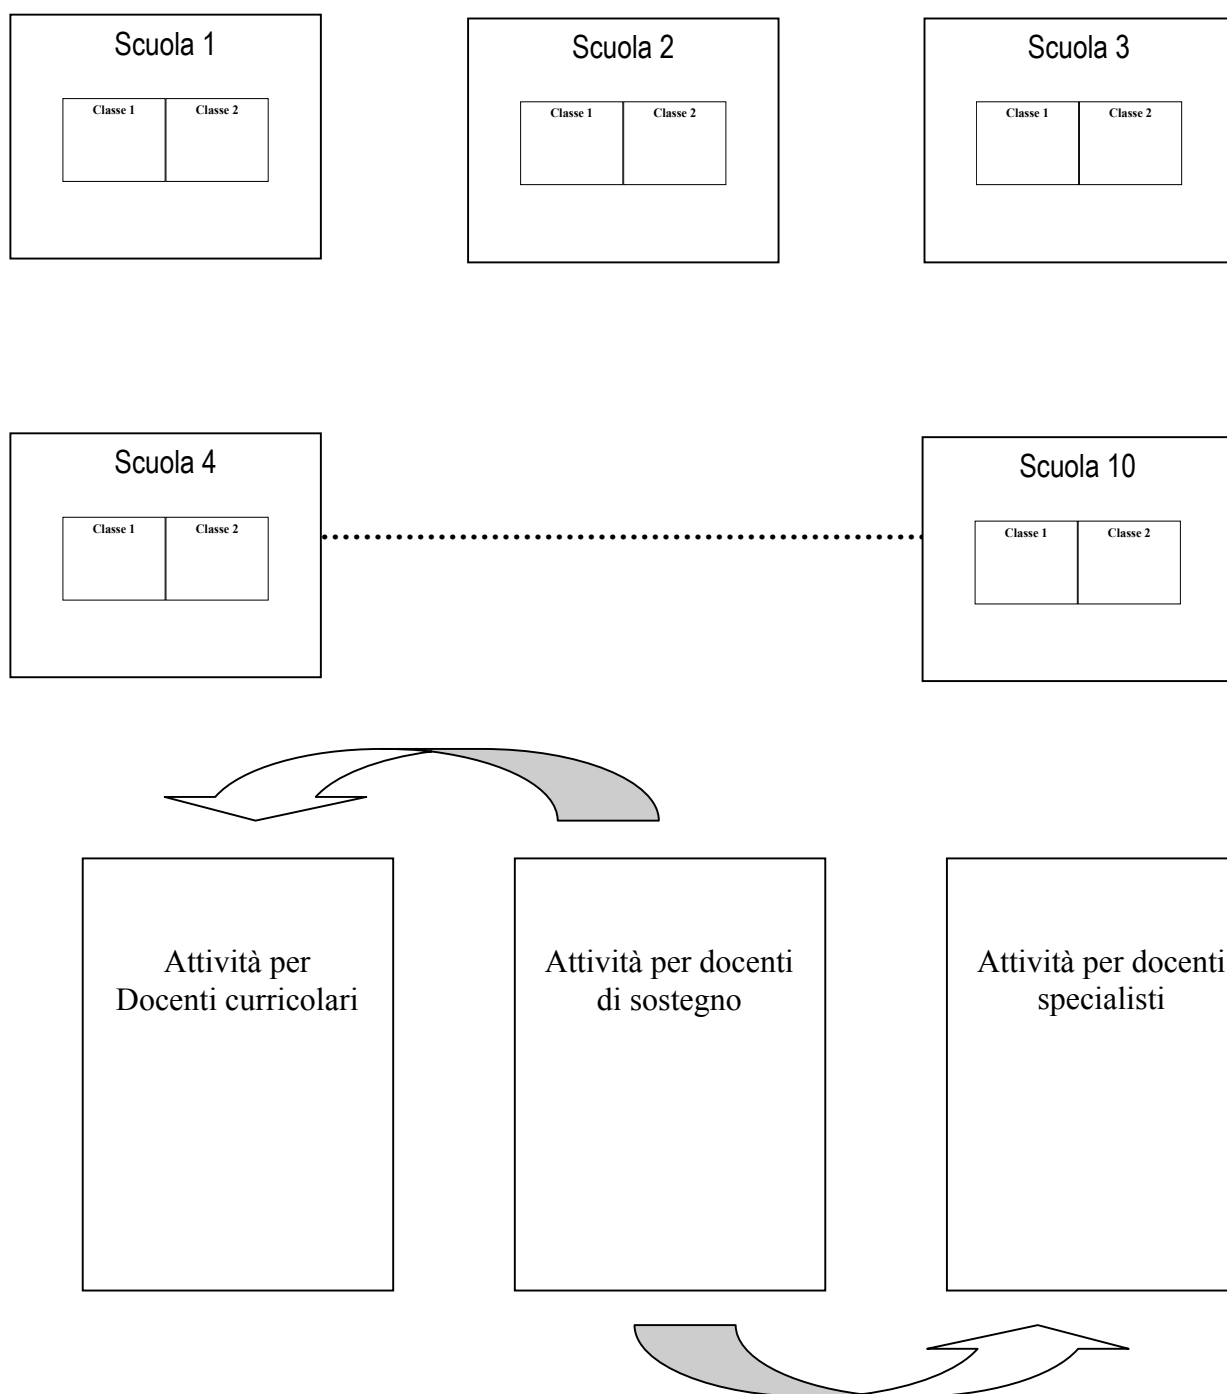 Scuola 1
Scuola 2
Scuola 3
Classe 1
Classe 2
Classe 1
Classe 2
Classe 1
Classe 2
Scuola 4
Scuola 10
Classe 1
Classe 2
Classe 1
Classe 2
Attività per
Docenti curricolari
Attività per docenti
di sostegno
Attività per docenti
specialisti